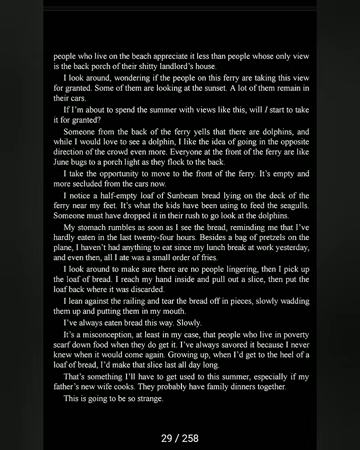 people who live on the beach appreciate it less than people whose only view
is the back porch of their shitty landlord's house.
I look around, wondering if the people on this ferry are taking this view
for granted. Some of them are looking at the sunset. A lot of them remain in
their cars.
If I'm about to spend the summer with views like this, will I start to take
it for granted?
Someone from the back of the ferry yells that there are dolphins, and
while I would love to see a dolphin, I like the idea of going in the opposite
direction of the crowd even more. Everyone at the front of the ferry are like
June bugs to a porch light as they flock to the back.
I take the opportunity to move to the front of the ferry. It's empty and
more secluded from the cars now.
I notice a half-empty loaf of Sunbeam bread lying on the deck of the
ferry near my feet. It's what the kids have been using to feed the seagulls.
Someone must have dropped it in their rush to go look at the dolphins.
My stomach rumbles as soon as I see the bread, reminding me that I've
hardly eaten in the last twenty-four hours. Besides a bag of pretzels on the
plane, I haven't had anything to eat since my lunch break at work yesterday,
and even then, all I ate was a small order of fries.
I look around to make sure there are no people lingering, then I pick up
the loaf of bread. I reach my hand inside and pull out a slice, then put the
loaf back where it was discarded.
I lean against the railing and tear the bread off in pieces, slowly wadding
them up and putting them in my mouth.
I've always eaten bread this way. Slowly.
It's a misconception, at least in my case, that people who live in poverty
scarf down food when they do get it. I've always savored it because I never
knew when it would come again. Growing up, when I'd get to the heel of a
loaf of bread, I'd make that slice last all day long.
That's something I'll have to get used to this summer, especially if my
father's new wife cooks. They probably have family dinners together.
This is going to be so strange.
29 / 258